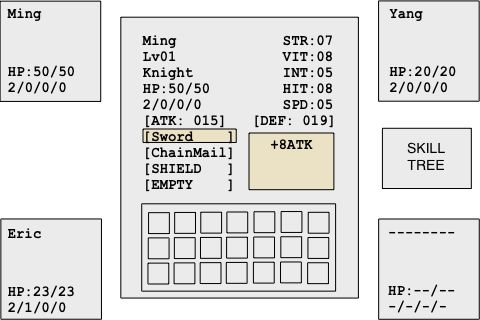 Ming
HP:50/50
2/0/0/0
Ming STR:07
Lv01 VIT:08
Knight INT:05
HP:50/50 HIT:08
2/0/0/0 SPD:05
[ATK: 015] [DEF: 019]
[Sword ]
+8ATK
[ChainMail]
[SHIELD ]
[EMPTY ]
Yang
HP:20/20
2/0/0/0
SKILL
TREE
Eric
HP:23/23
2/1/0/0
--------
HP:--/--
-/-/-/-